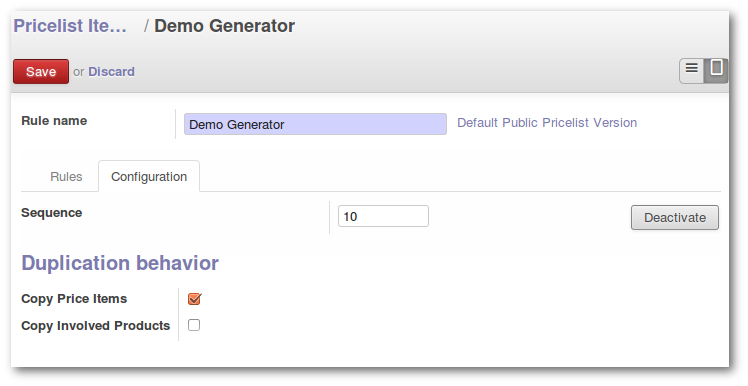 Pricelist Ite... / Demo Generator
Save or Discard
Rule name Demo Generator Default Public Pricelist Version
Rules Configuration
Sequence 10 Deactivate
Duplication behavior
Copy Price Items
Copy Involved Products